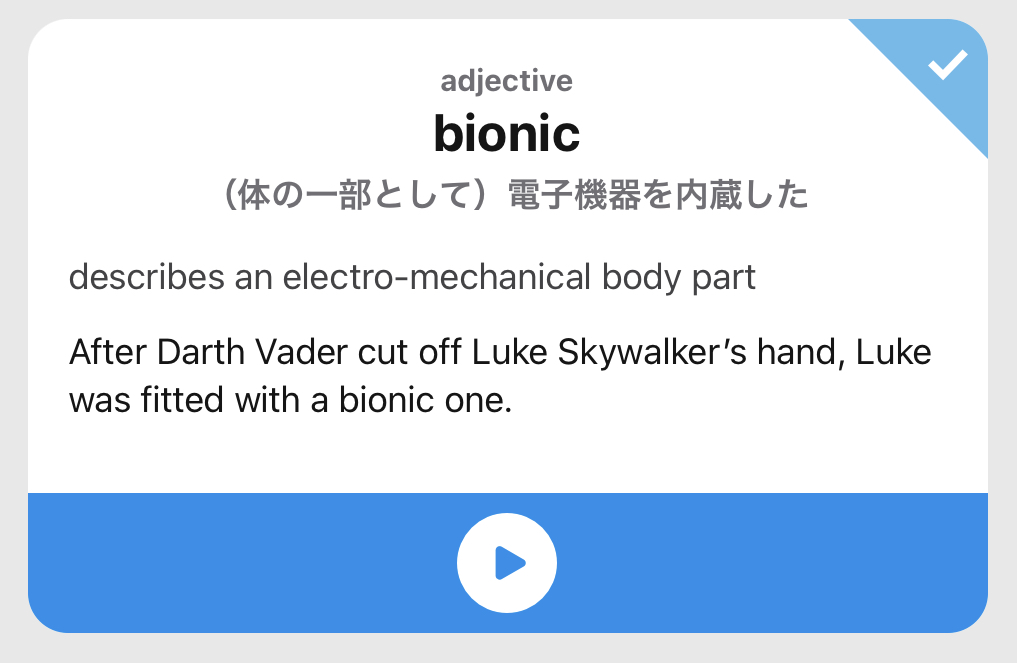 adjective
bionic
（体の一部として）電子機器を内蔵した
describes an electro-mechanical body part
After Darth Vader cut off Luke Skywalker’s hand, Luke
was fitted with a bionic one.